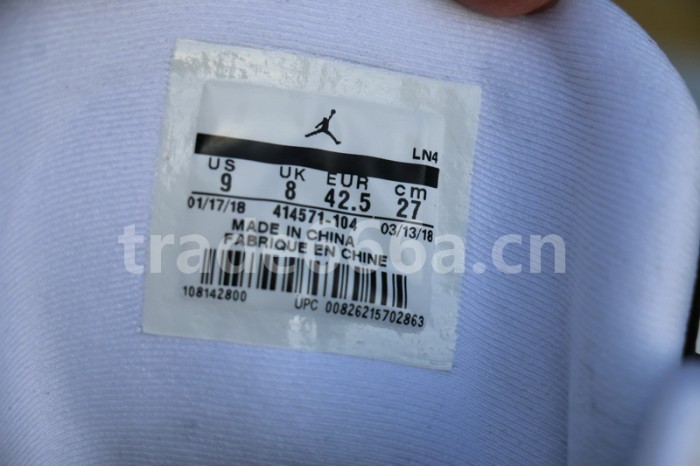 LN4
US UK EUR cm
9 8 42.5 27
01/17/18 414571-104 03/13/18
MADE IN CHINA
FABRIQUE EN CHINE
108142800 UPC 00826215702863